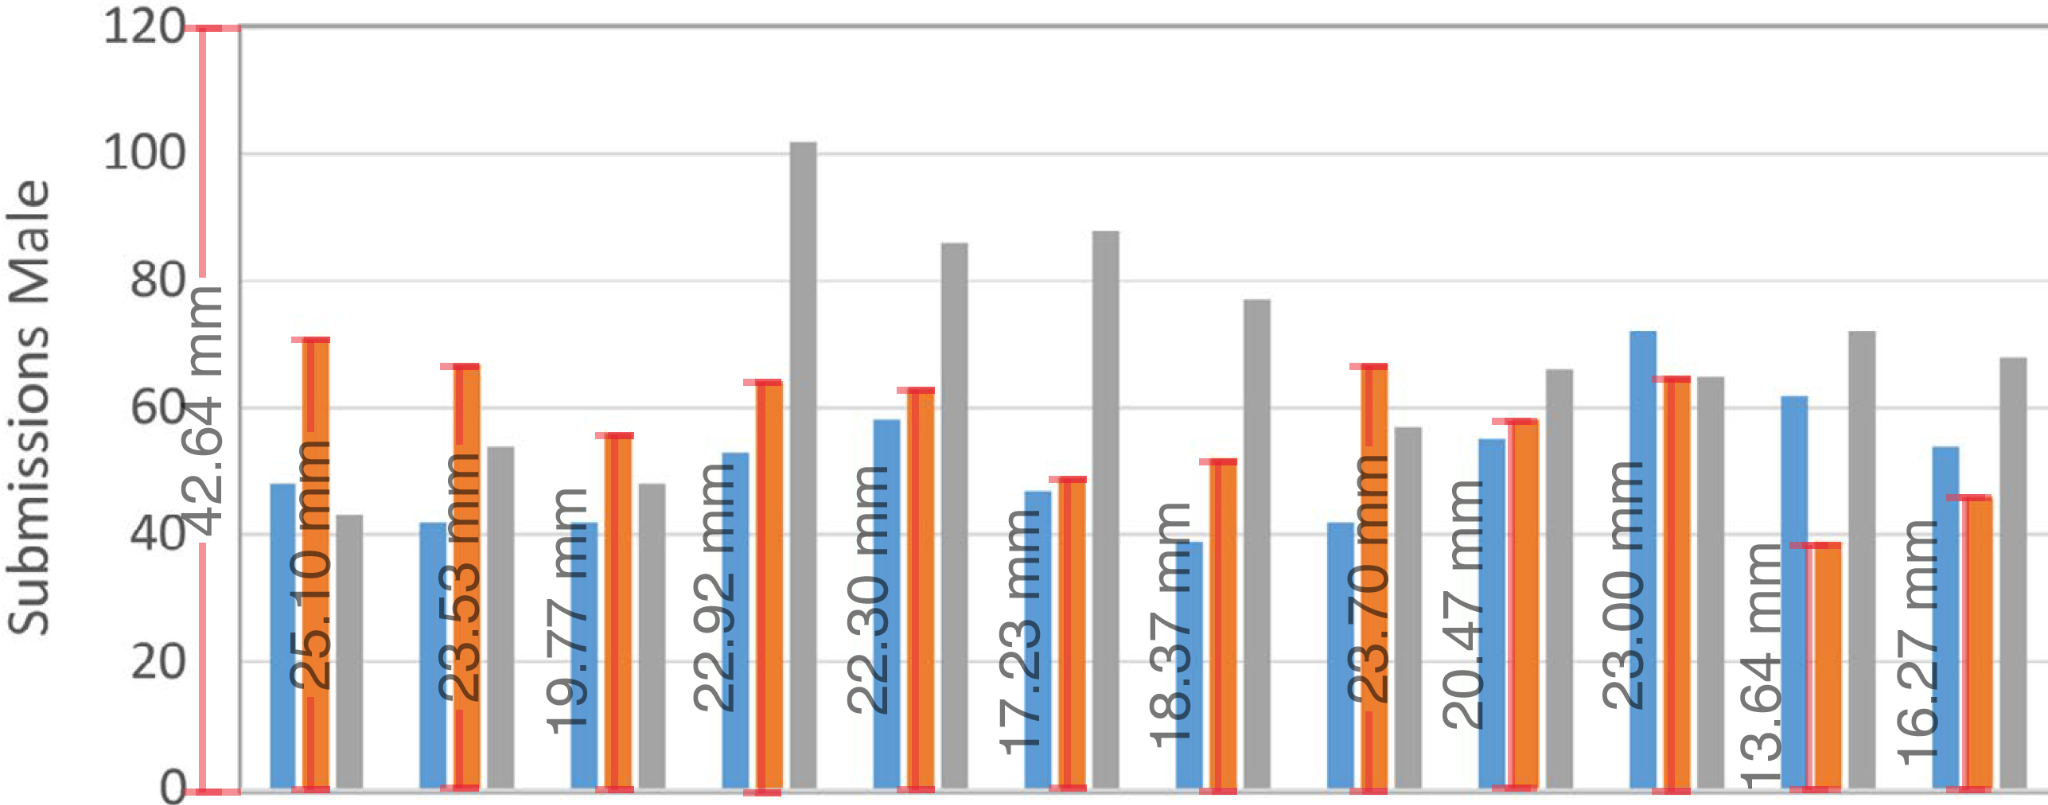 Submissions Male
120
100
80
60
40
20
0
42.64 mm
25.10 mm
23.53 mm
19.77 mm
22.92 mm
22.30 mm
17.23 mm
18.37 mm
23.70 mm
20.47 mm
23.00 mm
13.64 mm
16.27 mm